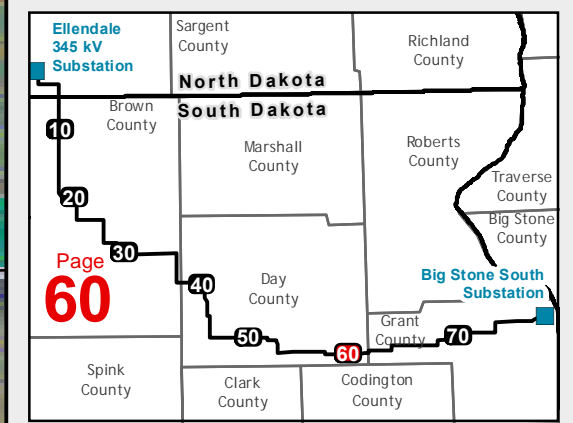 Ellendale
345 kV
Substation
Sargent
County
Richland
County
North Dakota
South Dakota
Brown
County
10
Marshall
County
Roberts
County
Traverse
County
20
Big Stone
County
30
Page
60
40
Day
County
Big Stone South
Substation
50
60
Grant
County
70
Spink
County
Clark
County
Codington
County